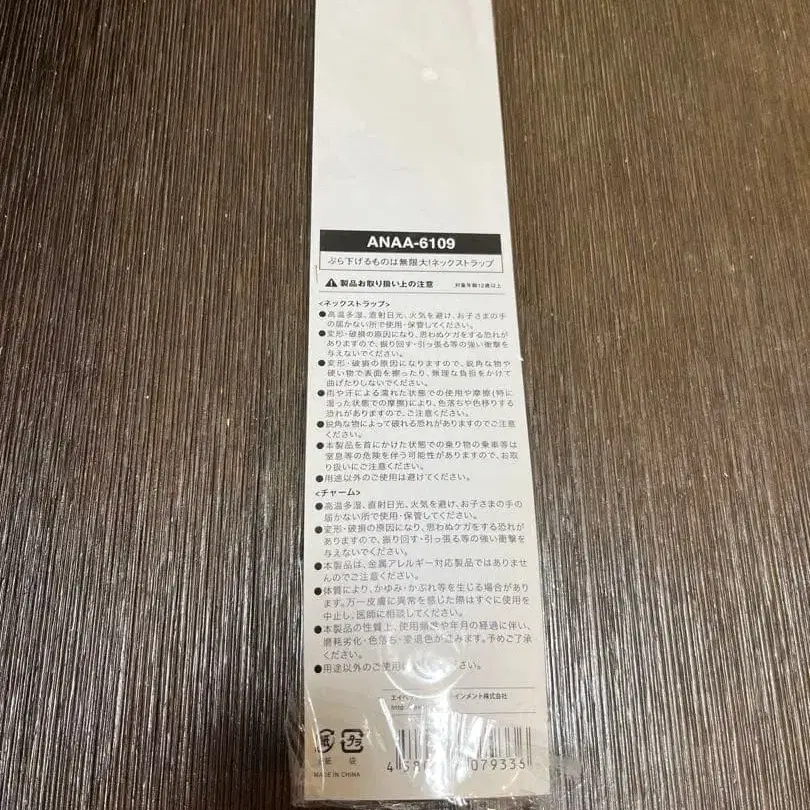 ANAA-6109
ぶら下げるものは無限大!ネックストラップ
製品お取り扱い上の注意 対象年齢12歳以上
<ネックストラップ>
●高温多湿、直射日光、火気を避け、お子さまの手
の届かない所で使用・保管してください。
●変形・破損の原因になり、思わぬケガをする恐れが
ありますので、振り回す・引っ張る等の強い衝撃を
与えないでください。
●変形・破損の原因になりますので、鋭角な物や
硬い物で表面を擦ったり、無理な負担をかけて
曲げたりしないでください。
●雨や汗による濡れた状態での使用や摩擦(特に
湿った状態での摩擦)により、色落ちや色移りする
恐れがありますので、ご注意ください。
●鋭角な物によって破れる恐れがありますのでご注意
ください。
●本製品を首にかけた状態での乗り物の乗車等は
窒息等の危険を伴う可能性がありますので、お取
り扱いにご注意ください。
●用途以外のご使用は避けてください。
<チャーム>
●高温多湿、直射日光、火気を避け、お子さまの手の
届かない所で使用・保管してください。
●変形・破損の原因になり、思わぬケガをする恐れが
ありますので、振り回す・引っ張る等の強い衝撃を
与えないでください。
●本製品は、金属アレルギー対応製品ではありませ
んのでご注意ください。
●体質により、かゆみ・かぶれ等を生じる場合があり
ます。万一皮膚に異常を感じた際はすぐに使用を
中止し、医師に相談してください。
●本製品の性質上、使用頻度や年月の経過に伴い、
磨耗劣化・色落ち・変退色が進みます。予めご了承
ください。
●用途以外のご使用は ください。
エイベ インメント株式会社
http
紙 プラ
袋
MADE IN CHINA
4 079335